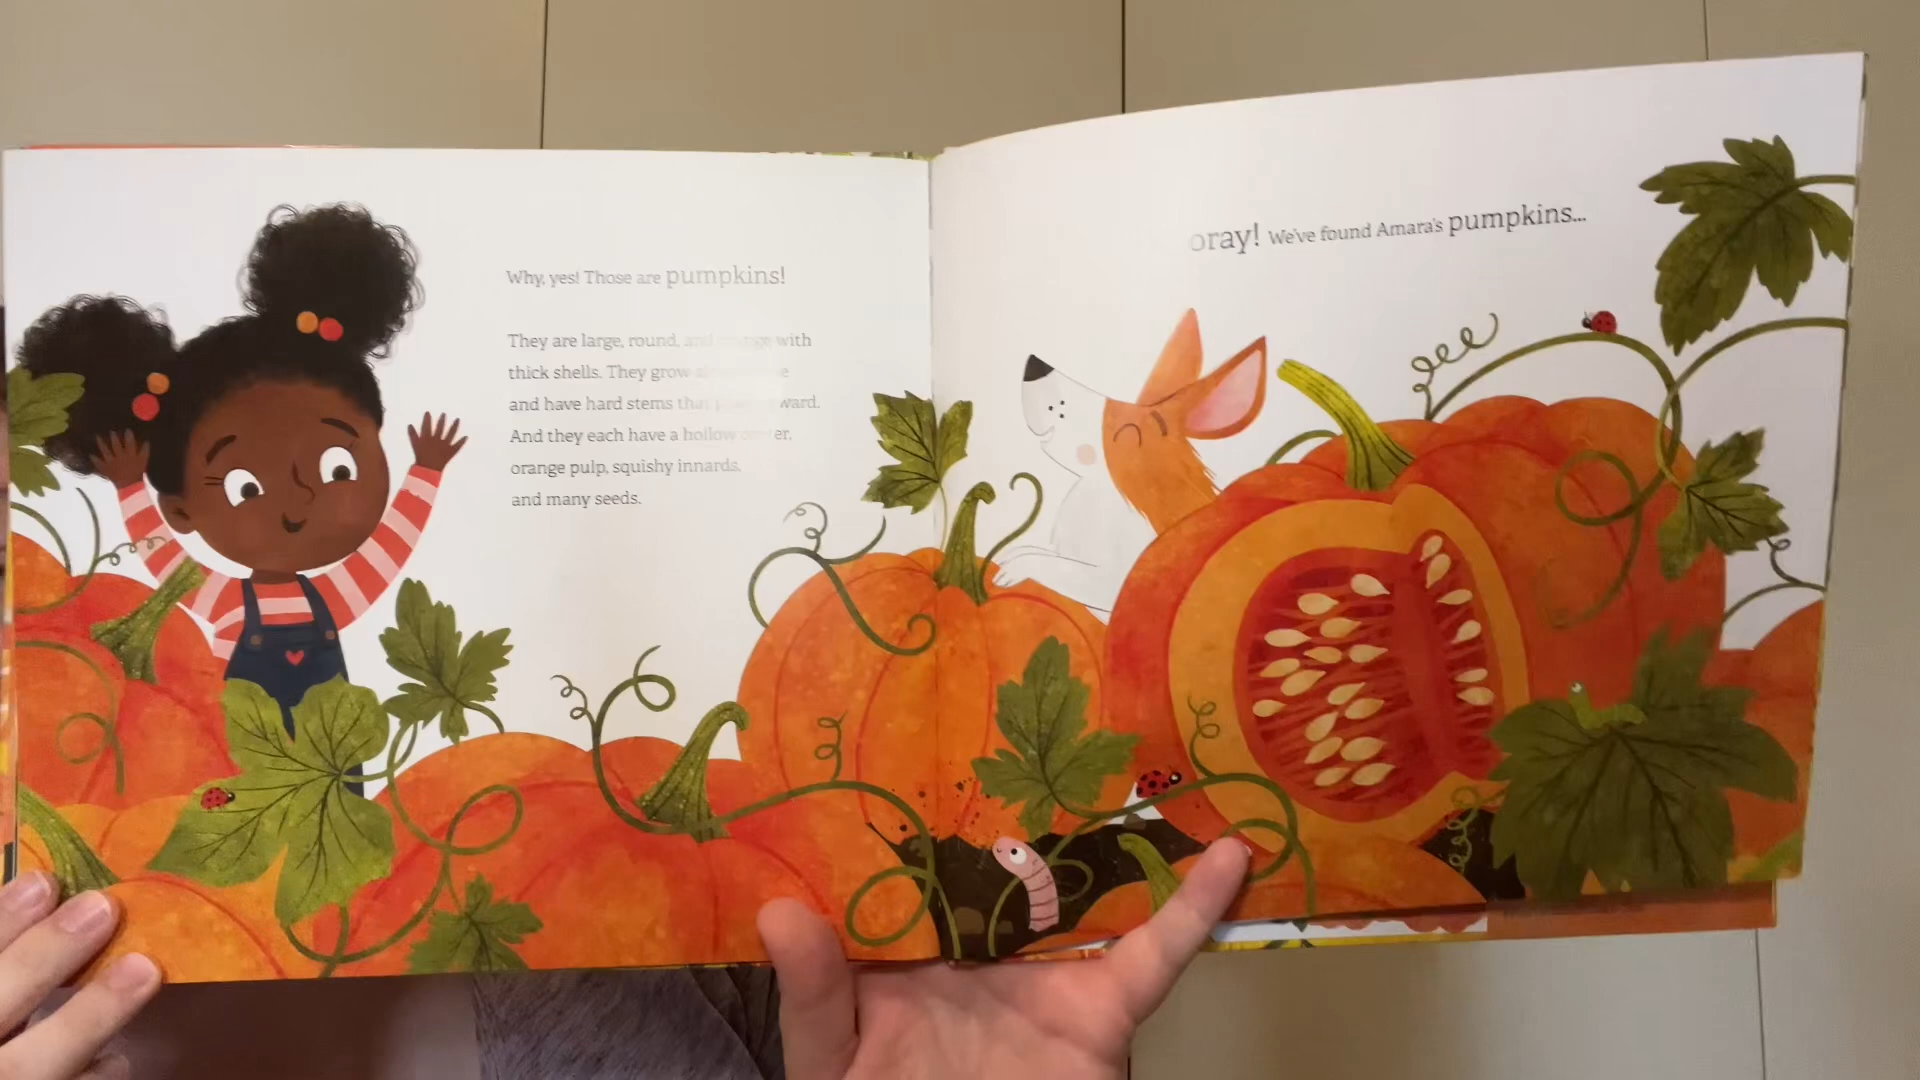 Why, yes! Those are pumpkins!
They are large, round, and orange with
thick shells. They grow
and have hard stems that
And they each have a hollow center,
orange pulp, squishy innards,
and many seeds.
oray! We've found Amara's pumpkins...